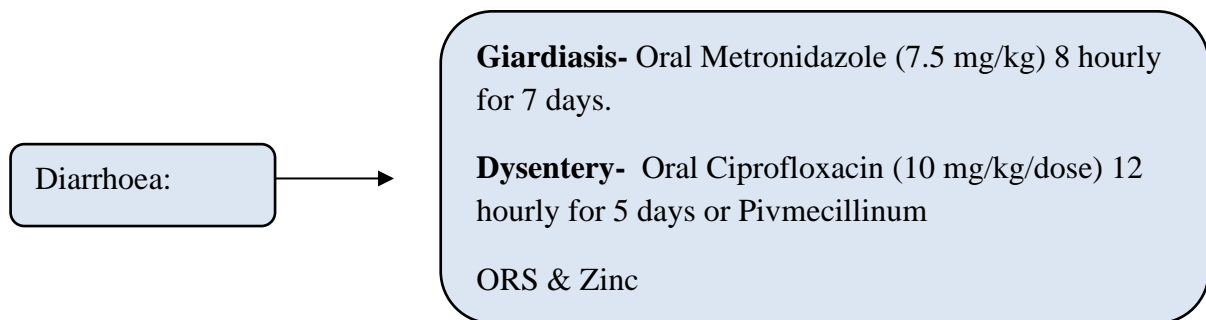 Diarrhoea:
Giardiasis- Oral Metronidazole (7.5 mg/kg) 8 hourly
for 7 days.
Dysentery- Oral Ciprofloxacin (10 mg/kg/dose) 12
hourly for 5 days or Pivmecillinum
ORS & Zinc